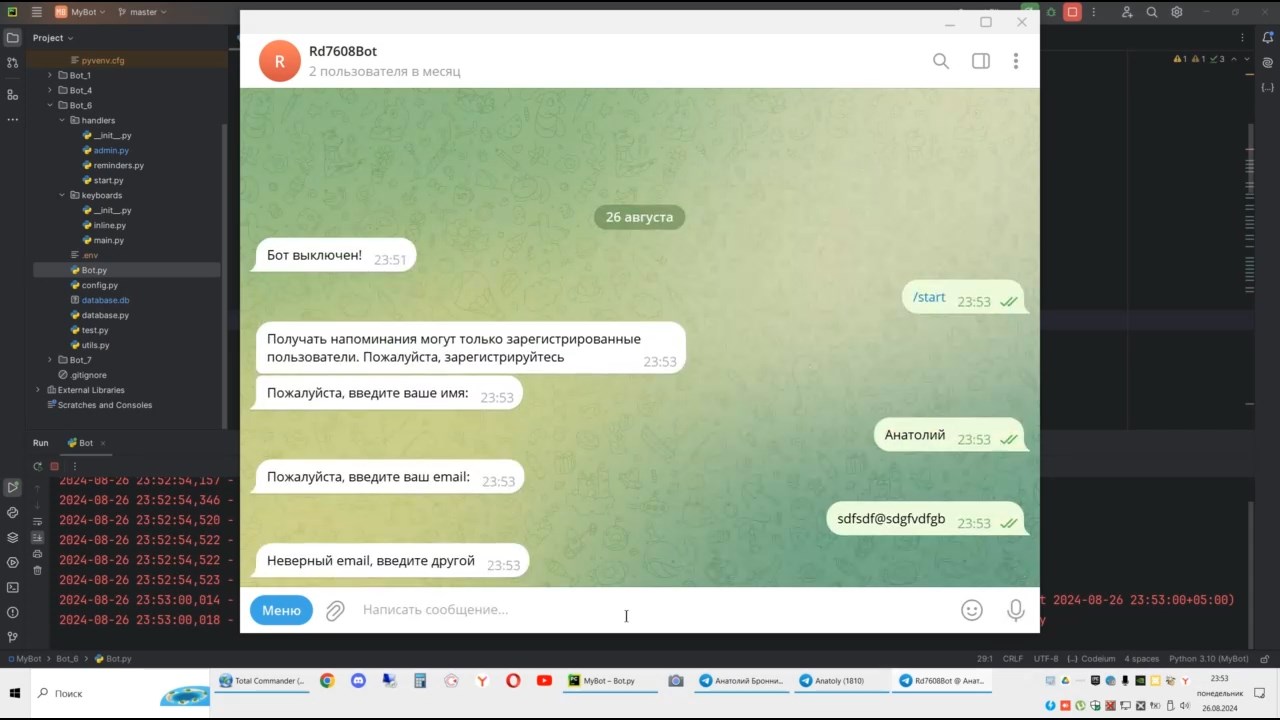 MyBot
master
Rd7608Bot
2 пользователя в месяц
Project
pyvenv.cfg
Bot_1
Bot_4
Bot_6
handlers
__init__.py
admin.py
reminders.py
start.py
keyboards
__init__.py
inline.py
main.py
.env
Bot.py
config.py
database.db
database.py
test.py
utils.py
Bot_7
.gitignore
External Libraries
Scratches and Consoles
1 1 3
26 августа
Бот выключен! 23:51
/start 23:53
Получать напоминания могут только зарегистрированные
пользователи. Пожалуйста, зарегистрируйтесь 23:53
Пожалуйста, введите ваше имя: 23:53
Анатолий 23:53
Пожалуйста, введите ваш email: 23:53
sdfsdf@sdgfvdfgb 23:53
Неверный email, введите другой 23:53
Меню
Написать сообщение...
Run
Bot
2024-08-26 23:52:54,157 -
2024-08-26 23:52:54,346 -
2024-08-26 23:52:54,520 -
2024-08-26 23:52:54,522 -
2024-08-26 23:52:54,522 -
2024-08-26 23:52:54,523 -
2024-08-26 23:53:00,014 - t 2024-08-26 23:53:00+05:00)
2024-08-26 23:53:00,018 - y
MyBot > Bot_6 > Bot.py
29:1 CRLF UTF-8 {..} Codeium 4 spaces Python 3.10 (MyBot)
Поиск
Total Commander (...
MyBot – Bot.py
Анатолий Бронни...
Anatoly (1810)
Rd7608Bot @ Анат...
23:53
понедельник
26.08.2024